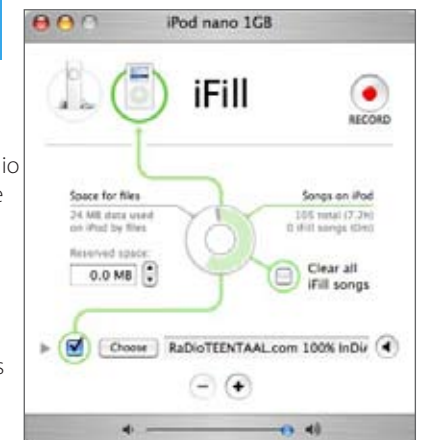 iPod nano 1GB
iFill
RECORD
io
e
Space for files
24 MB data used
on iPod by files
Songs on iPod
105 total (7.2h)
0 iFill songs (0m)
Reserved space:
0.0 MB
Clear all
iFill songs
s
Choose
RaDioTEENTAAL.com 100% InDi